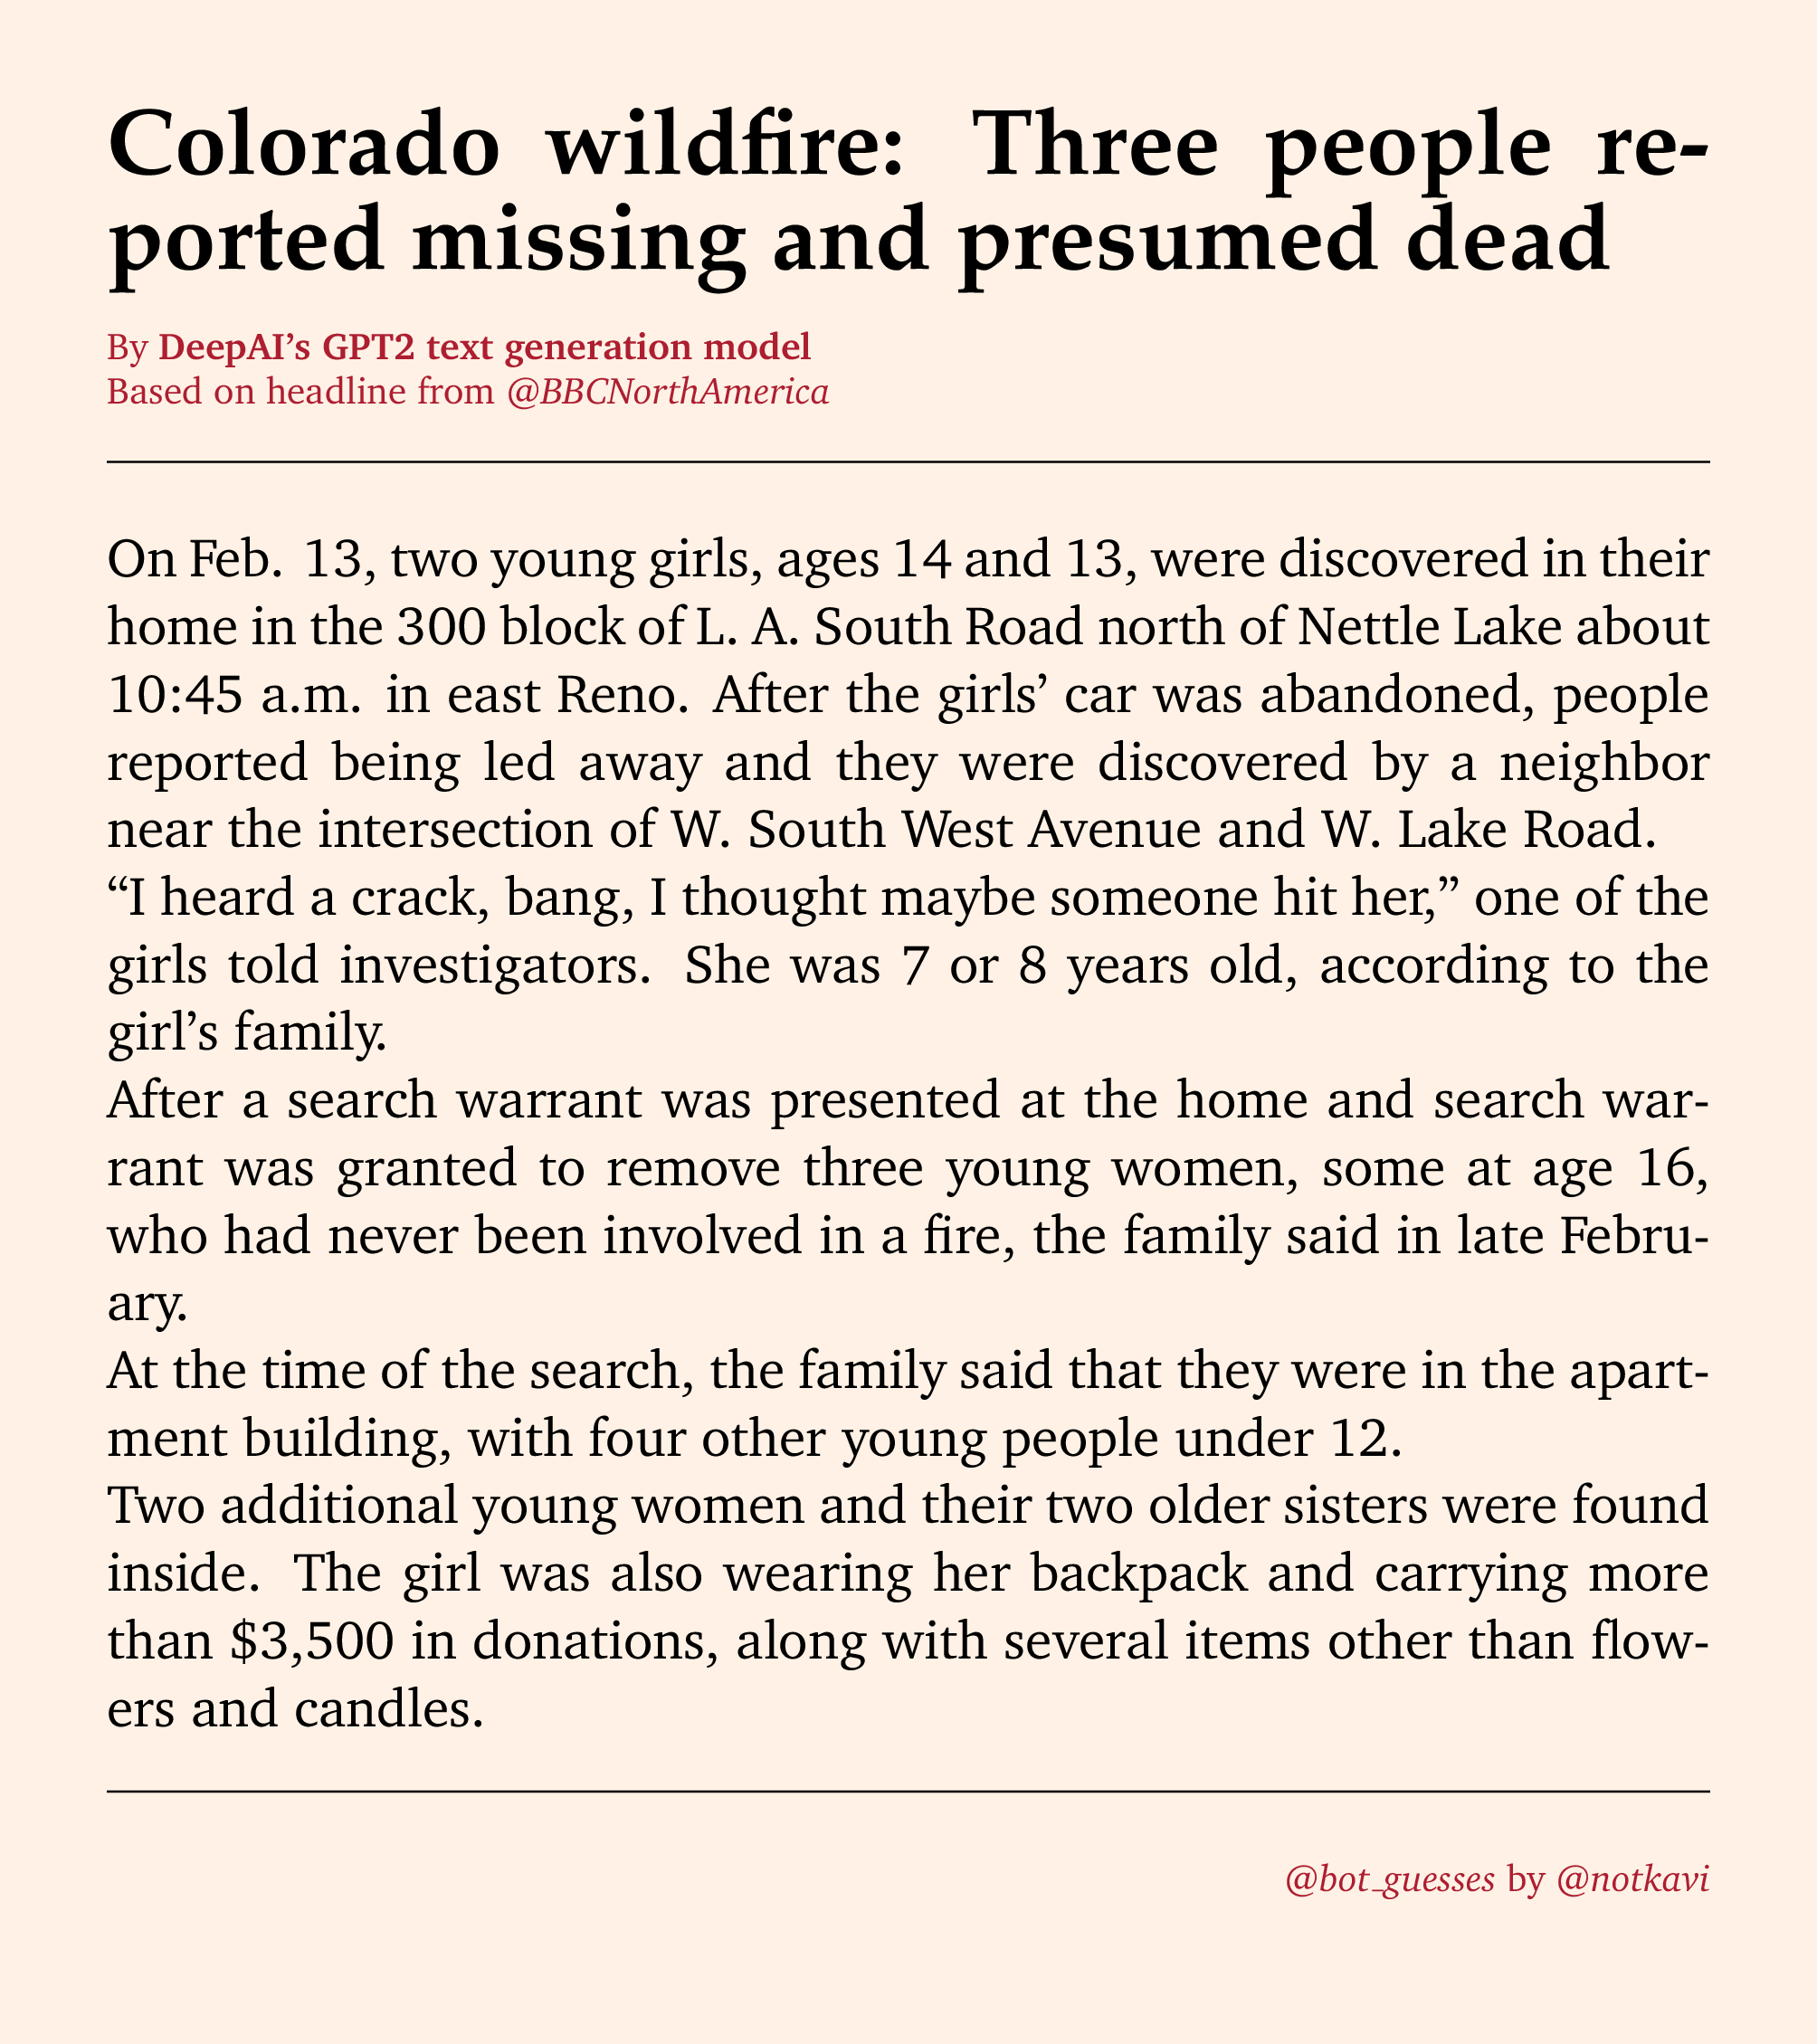 Colorado wildfire: Three people re-
ported missing and presumed dead
By DeepAI’s GPT2 text generation model
Based on headline from @BBCNorthAmerica
On Feb. 13, two young girls, ages 14 and 13, were discovered in their
home in the 300 block of L. A. South Road north of Nettle Lake about
10:45 a.m. in east Reno. After the girls’ car was abandoned, people
reported being led away and they were discovered by a neighbor
near the intersection of W. South West Avenue and W. Lake Road.
“I heard a crack, bang, I thought maybe someone hit her,” one of the
girls told investigators. She was 7 or 8 years old, according to the
girl’s family.
After a search warrant was presented at the home and search war-
rant was granted to remove three young women, some at age 16,
who had never been involved in a fire, the family said in late Febru-
ary.
At the time of the search, the family said that they were in the apart-
ment building, with four other young people under 12.
Two additional young women and their two older sisters were found
inside. The girl was also wearing her backpack and carrying more
than $3,500 in donations, along with several items other than flow-
ers and candles.
@bot_guesses by @notkavi